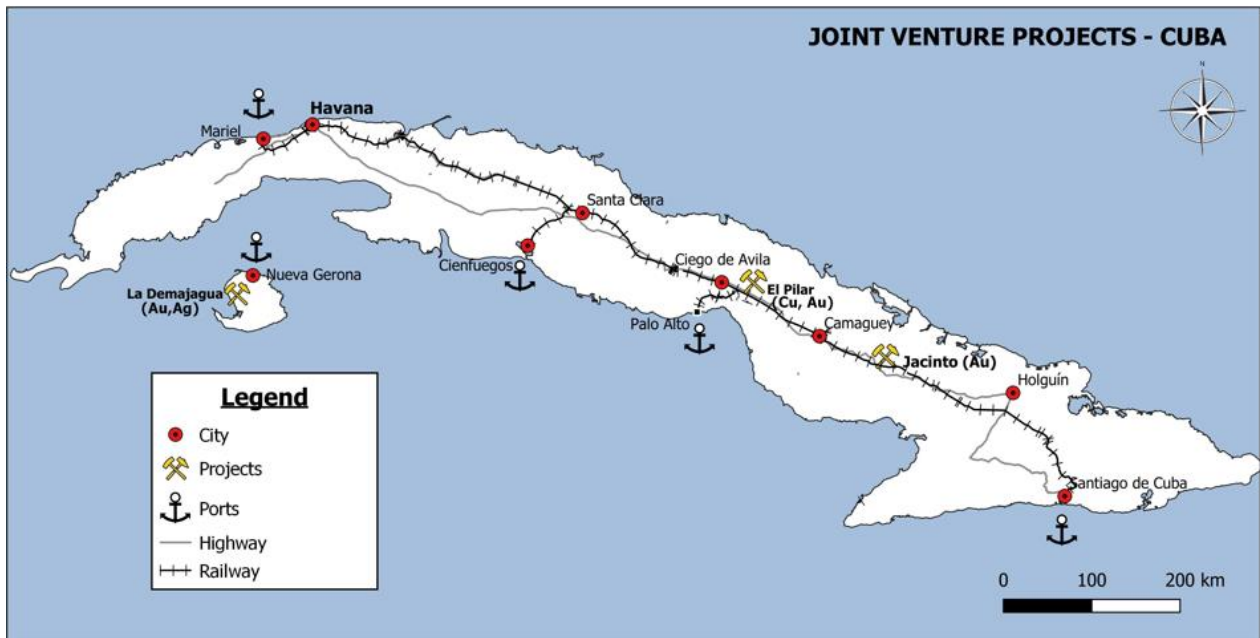 JOINT VENTURE PROJECTS - CUBA
N
Havana
Mariel
Santa Clara
Cienfuegos
Nueva Gerona
La Demajagua
(Au,Ag)
Ciego de Avila
El Pilar
(Cu, Au)
Palo Alto
Camaguey
Jacinto (Au)
Holguín
Santiago de Cuba
Legend
City
Projects
Ports
Highway
Railway
0 100 200 km